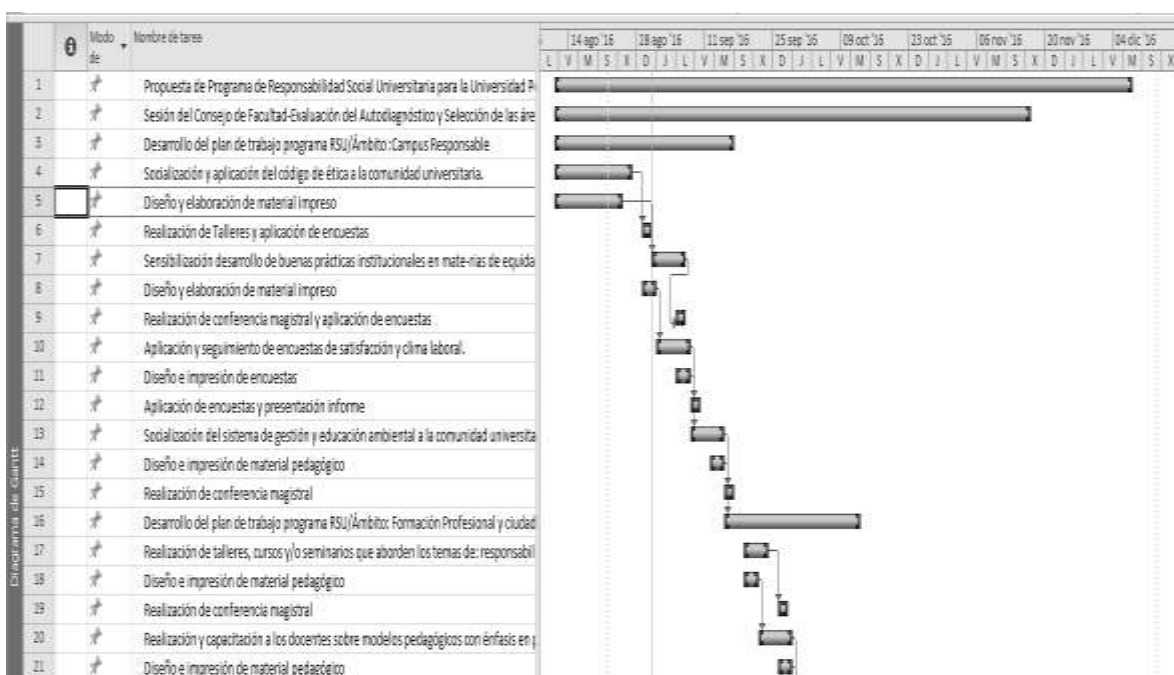 Modo de Nombre de tarea
14 ago '16 28 ago '16 11 sep '16 25 sep '16 09 oct '16 23 oct '16 06 nov '16 20 nov '16 04 dic '16
L V M S X D J L V M S X D J L V M S X D J L V M S X D J L V M S X
1 Propuesta de Programa de Responsabilidad Social Universitaria para la Universidad P
2 Sesión del Consejo de Facultad-Evaluación del Autodiagnóstico y Selección de las áre
3 Desarrollo del plan de trabajo programa RSU/Ámbito :Campus Responsable
4 Socialización y aplicación del código de ética a la comunidad universitaria.
5 Diseño y elaboración de material impreso
6 Realización de Talleres y aplicación de encuestas
7 Sensibilización desarrollo de buenas prácticas institucionales en mate-rias de equida
8 Diseño y elaboración de material impreso
9 Realización de conferencia magistral y aplicación de encuestas
10 Aplicación y seguimiento de encuestas de satisfacción y clima laboral.
11 Diseño e impresión de encuestas
12 Aplicación de encuestas y presentación informe
13 Socialización del sistema de gestión y educación ambiental a la comunidad universita
14 Diseño e impresión de material pedagógico
15 Realización de conferencia magistral
16 Desarrollo del plan de trabajo programa RSU/Ámbito: Formación Profesional y ciudad
17 Realización de talleres, cursos y/o seminarios que aborden los temas de: responsabil
18 Diseño e impresión de material pedagógico
19 Realización de conferencia magistral
20 Realización y capacitación a los docentes sobre modelos pedagógicos con énfasis en p
21 Diseño e impresión de material pedagógico
Diagrama de Gantt